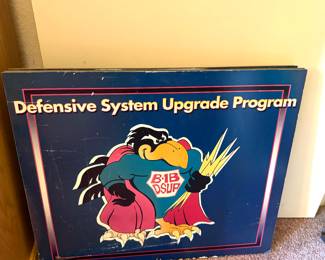 Defensive System Upgrade Program
B-1B
DSUP